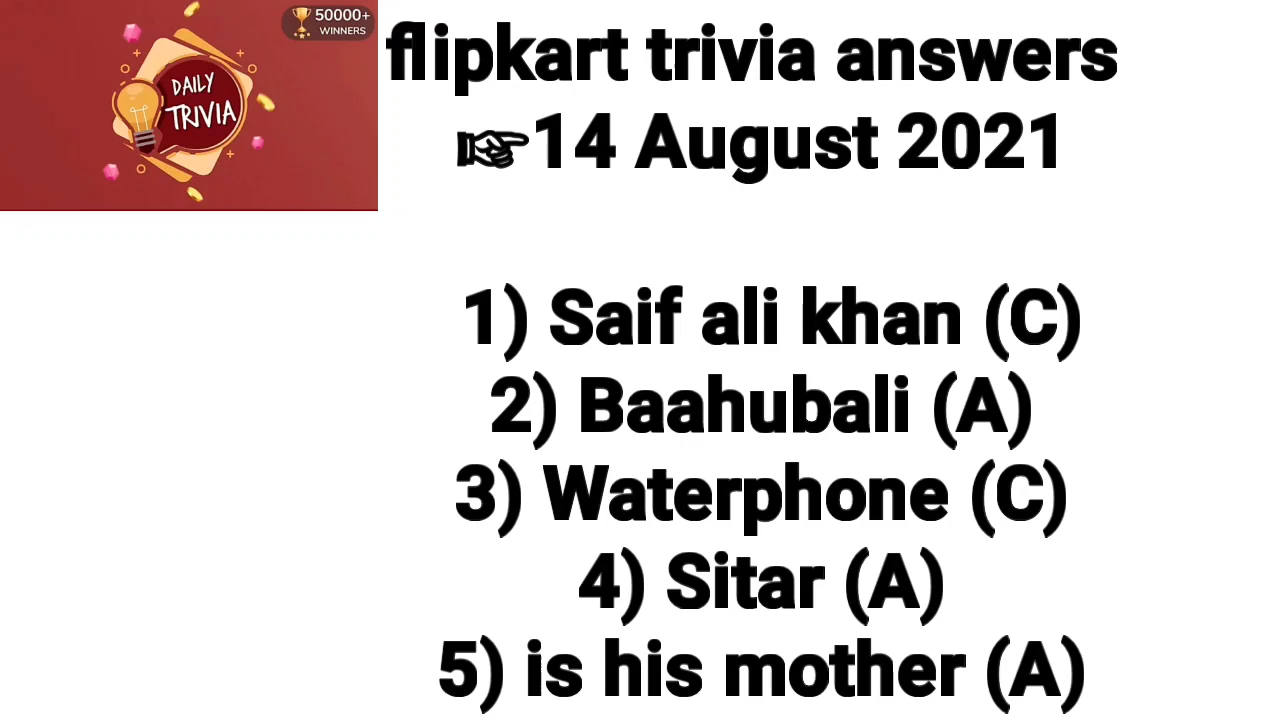 50000+
WINNERS
DAILY
TRIVIA
flipkart trivia answers
☞14 August 2021
1) Saif ali khan (C)
2) Baahubali (A)
3) Waterphone (C)
4) Sitar (A)
5) is his mother (A)